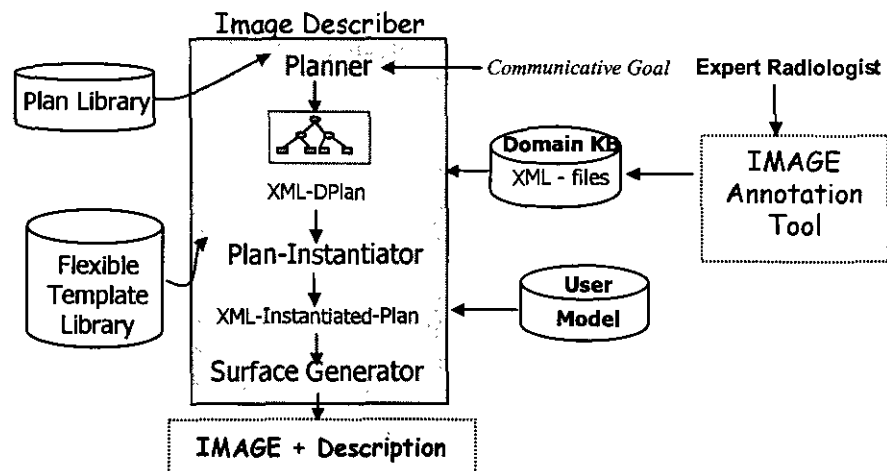 Image Describer
Planner
Communicative Goal
Expert Radiologist
Plan Library
Domain KB
XML - files
IMAGE
Annotation
Tool
XML-DPlan
Plan-Instantiator
Flexible
Template
Library
User
Model
XML-Instantiated-Plan
Surface Generator
IMAGE + Description